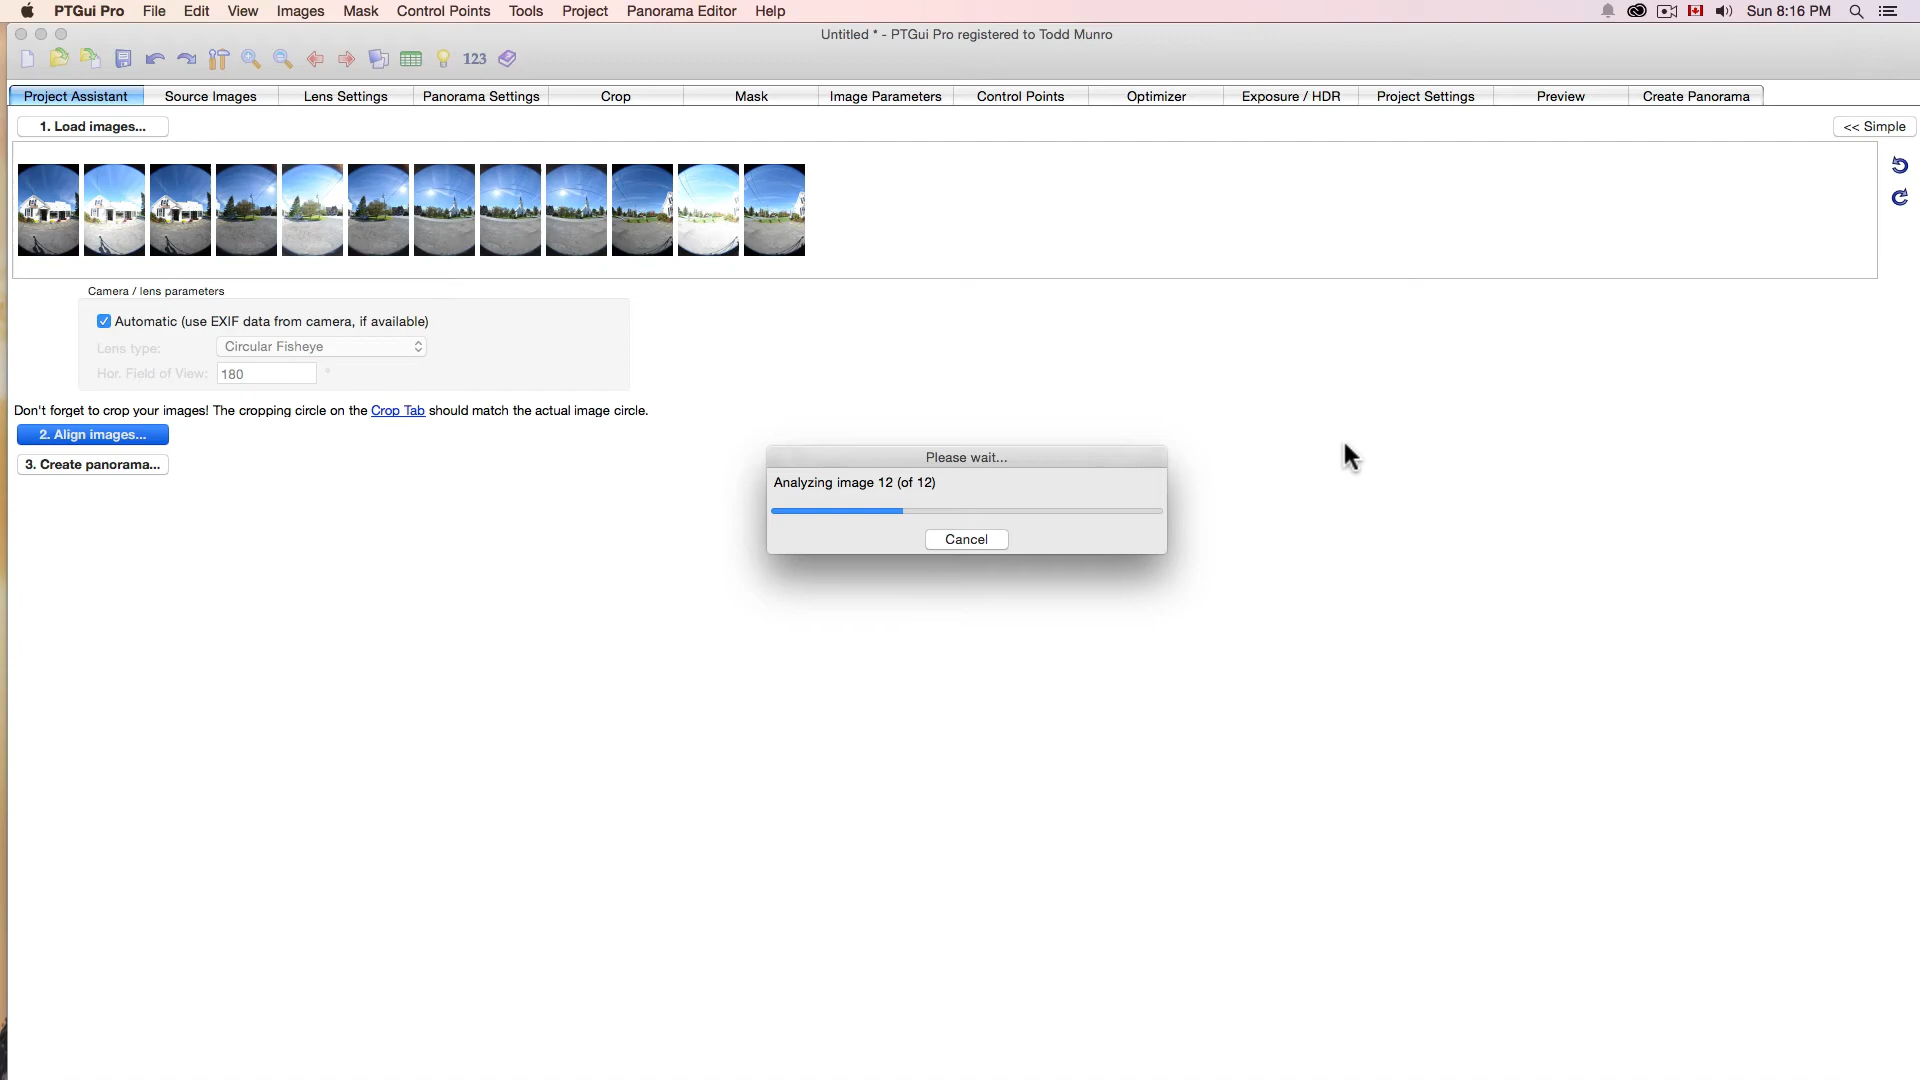 PTGui Pro File Edit View Images Mask Control Points Tools Project Panorama Editor Help Sun 8:16 PM
Untitled * - PTGui Pro registered to Todd Munro
123
Project Assistant Source Images Lens Settings Panorama Settings Crop Mask Image Parameters Control Points Optimizer Exposure / HDR Project Settings Preview Create Panorama
1. Load images... << Simple
Camera / lens parameters
Automatic (use EXIF data from camera, if available)
Lens type: Circular Fisheye
Hor. Field of View: 180 °
Don't forget to crop your images! The cropping circle on the Crop Tab should match the actual image circle.
2. Align images...
3. Create panorama...
Please wait...
Analyzing image 12 (of 12)
Cancel